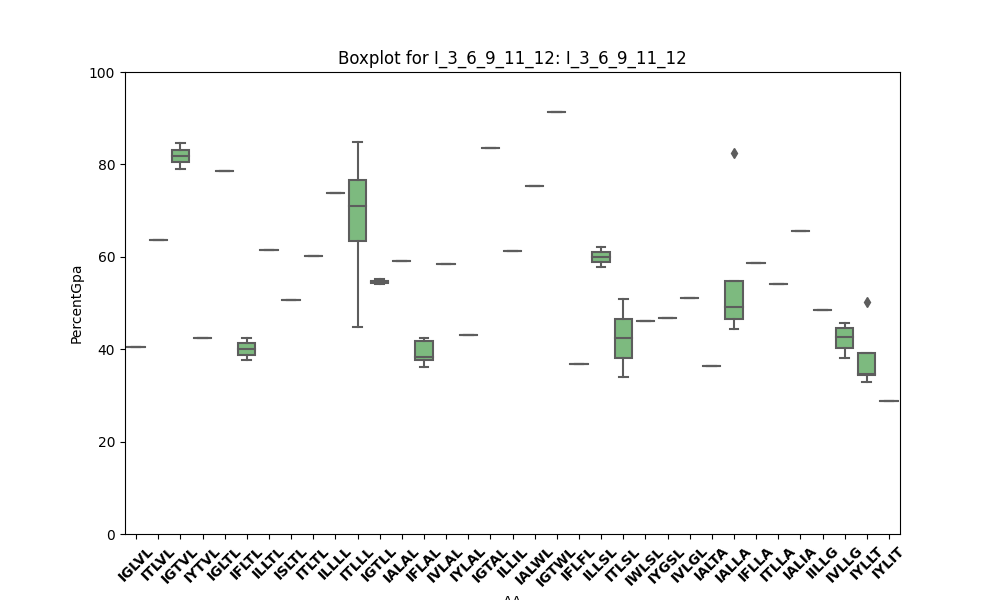 Boxplot for I_3_6_9_11_12: I_3_6_9_11_12
PercentGpa
100
80
60
40
20
0
IGLVL
ITLVL
IGTVL
IYTVL
IGLTL
IFLTL
ILLTL
ISLTL
ITLTL
ILLLL
ITLLL
IGTLL
IALAL
IFLAL
IVLAL
IYLAL
IGTAL
ILLIL
IALWL
IGTWL
IFLFL
ILLSL
ITLSL
IWLSL
IYGSL
IVLGL
IALTA
IALLA
IFLLA
ITLLA
IALIA
IILLG
IVLLG
IYLLT
IYLIT
AA